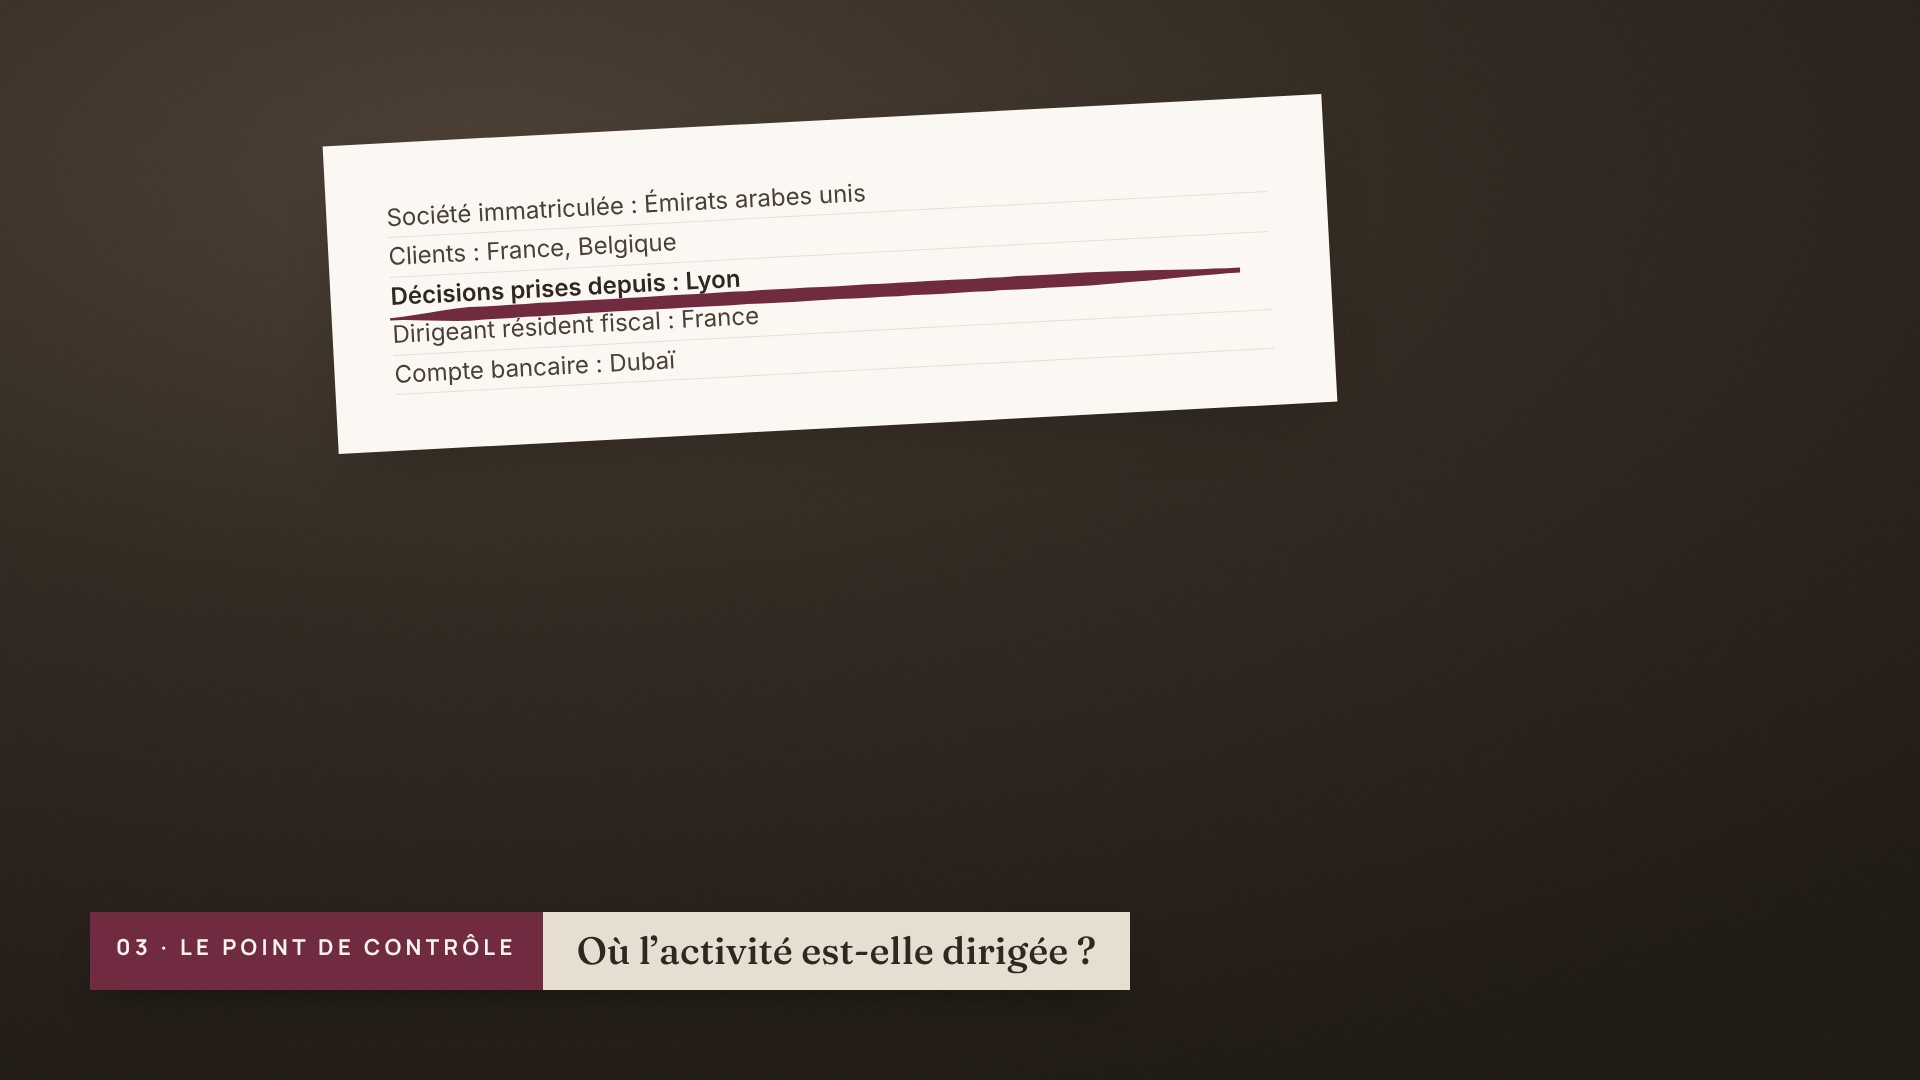 Société immatriculée : Émirats arabes unis
Clients : France, Belgique
Décisions prises depuis : Lyon
Dirigeant résident fiscal : France
Compte bancaire : Dubaï
03 · LE POINT DE CONTRÔLE
Où l’activité est-elle dirigée ?